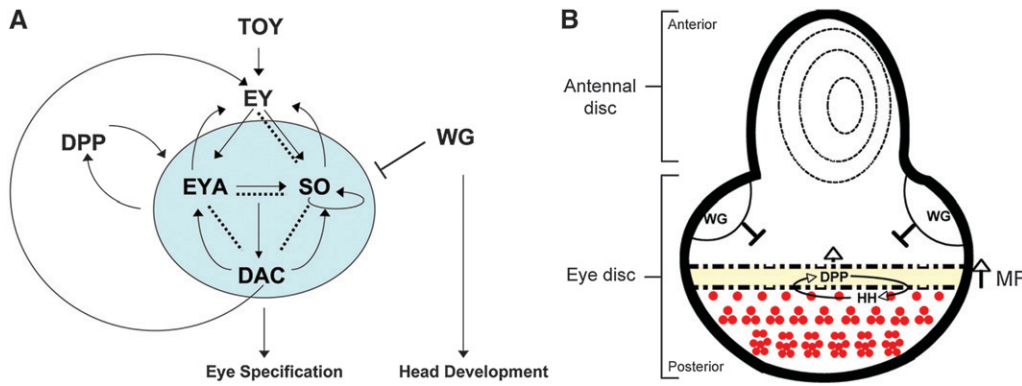 A
TOY
EY
DPP
WG
EYA
SO
DAC
Eye Specification
Head Development
B
Anterior
Antennal
disc
WG
WG
Eye disc
DPP
MF
HH
Posterior